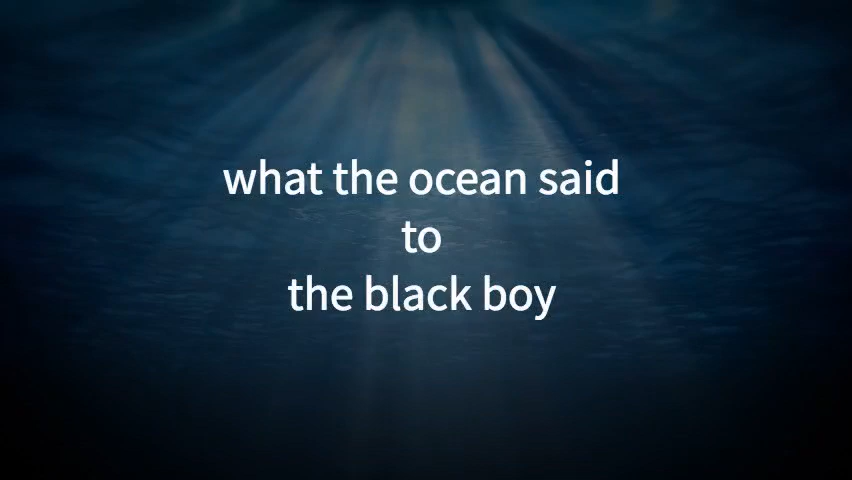 what the ocean said
to
the black boy